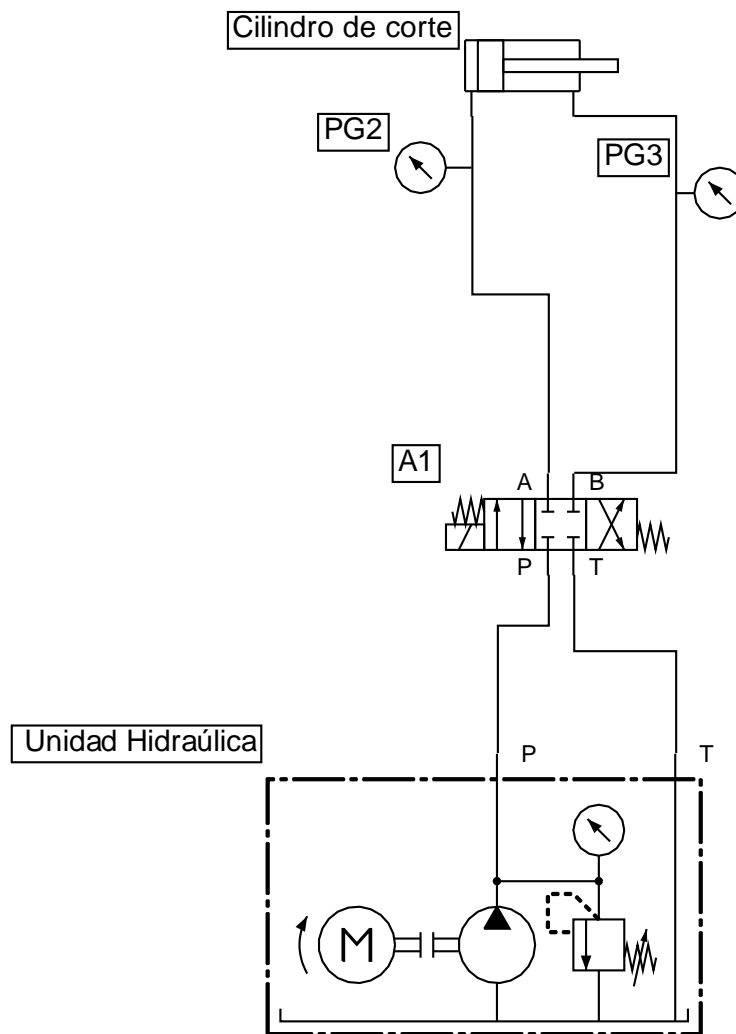 Cilindro de corte
PG2
PG3
A1
A B
P T
Unidad Hidraúlica
P T
M